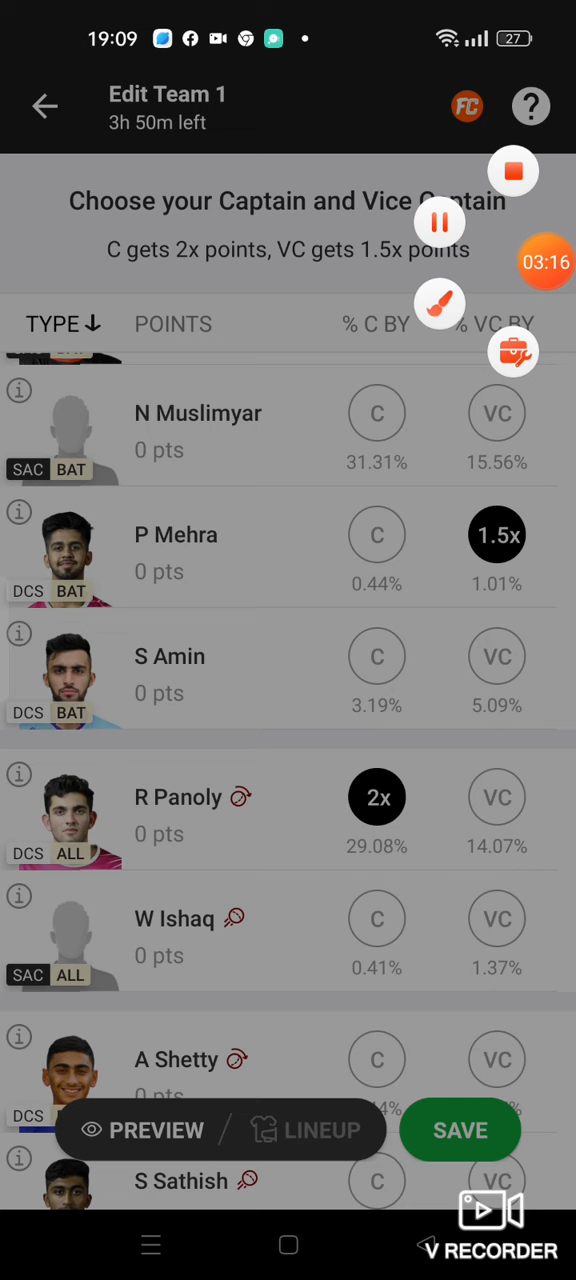 19:09
27
Edit Team 1
3h 50m left
FC
?
Choose your Captain and Vice Captain
C gets 2x points, VC gets 1.5x points
03:16
TYPE POINTS % C BY % VC BY
N Muslimyar C VC
0 pts
31.31% 15.56%
SAC BAT
P Mehra C 1.5x
0 pts
0.44% 1.01%
DCS BAT
S Amin C VC
0 pts
3.19% 5.09%
DCS BAT
R Panoly 2x VC
0 pts
29.08% 14.07%
DCS ALL
W Ishaq C VC
0 pts
0.41% 1.37%
SAC ALL
A Shetty C VC
0 pts
DCS
PREVIEW / LINEUP SAVE
S Sathish C VC
V RECORDER